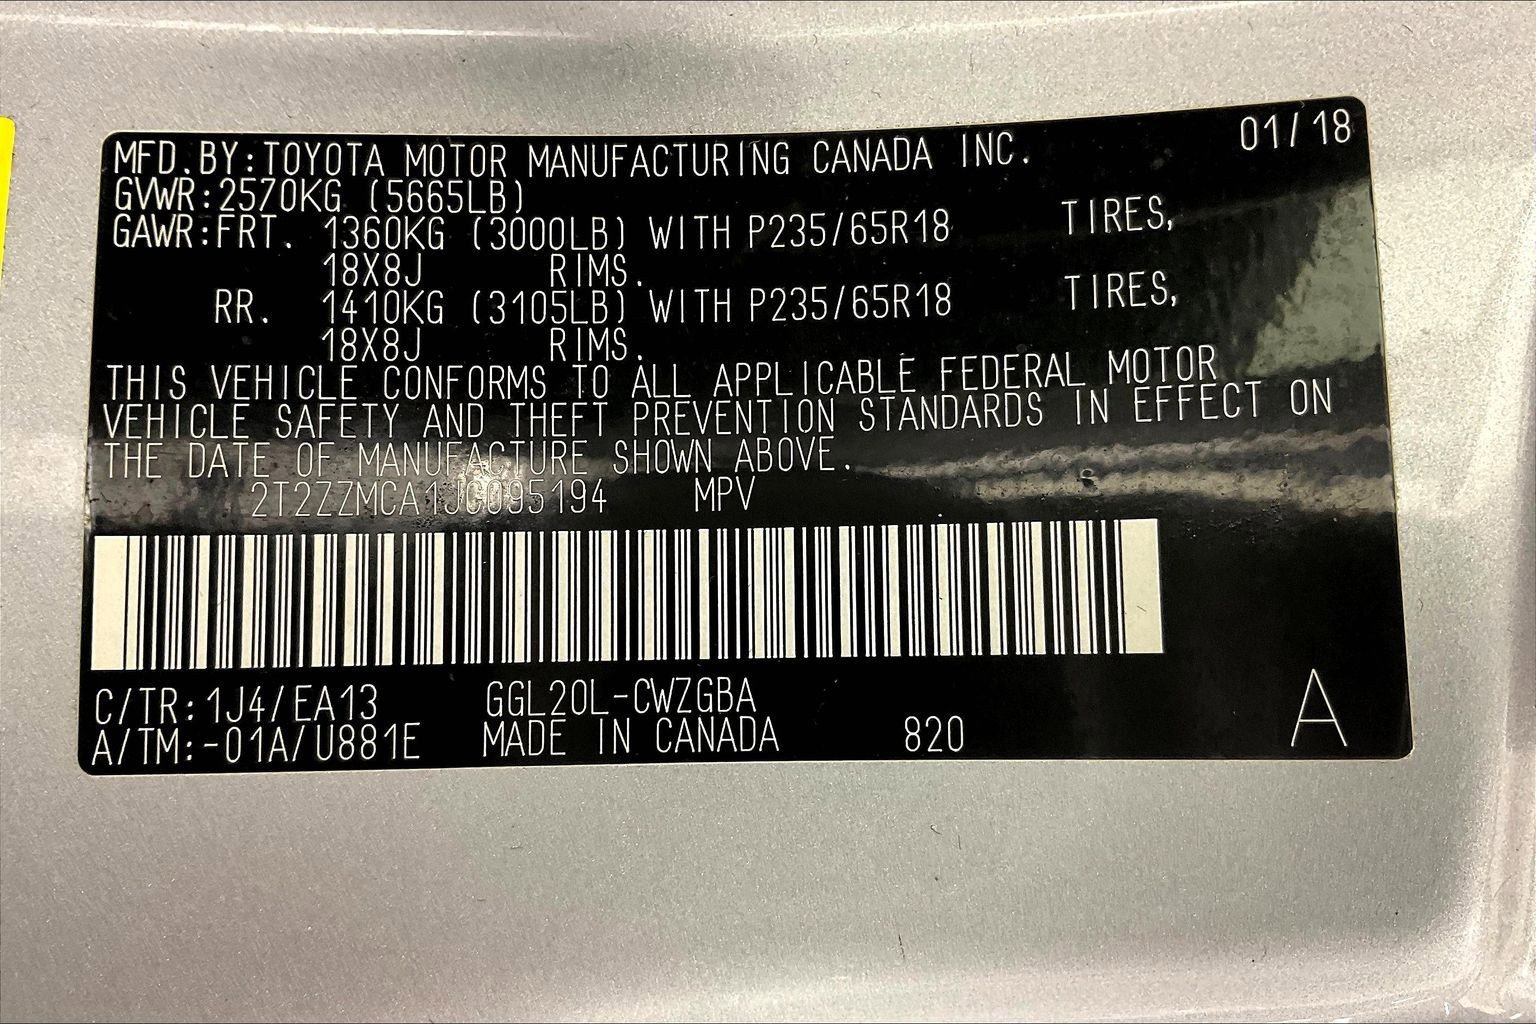 01/18
MFD.BY:TOYOTA MOTOR MANUFACTURING CANADA INC.
GVWR:2570KG (5665LB)
GAWR:FRT. 1360KG (3000LB) WITH P235/65R18 TIRES,
18X8J RIMS.
RR. 1410KG (3105LB) WITH P235/65R18 TIRES,
18X8J RIMS.
THIS VEHICLE CONFORMS TO ALL APPLICABLE FEDERAL MOTOR
VEHICLE SAFETY AND THEFT PREVENTION STANDARDS IN EFFECT ON
THE DATE OF MANUFACTURE SHOWN ABOVE.
2T2ZZMCA1JC095194 MPV
C/TR:1J4/EA13 GGL20L-CWZGBA
A/TM:-01A/U881E MADE IN CANADA 820 A